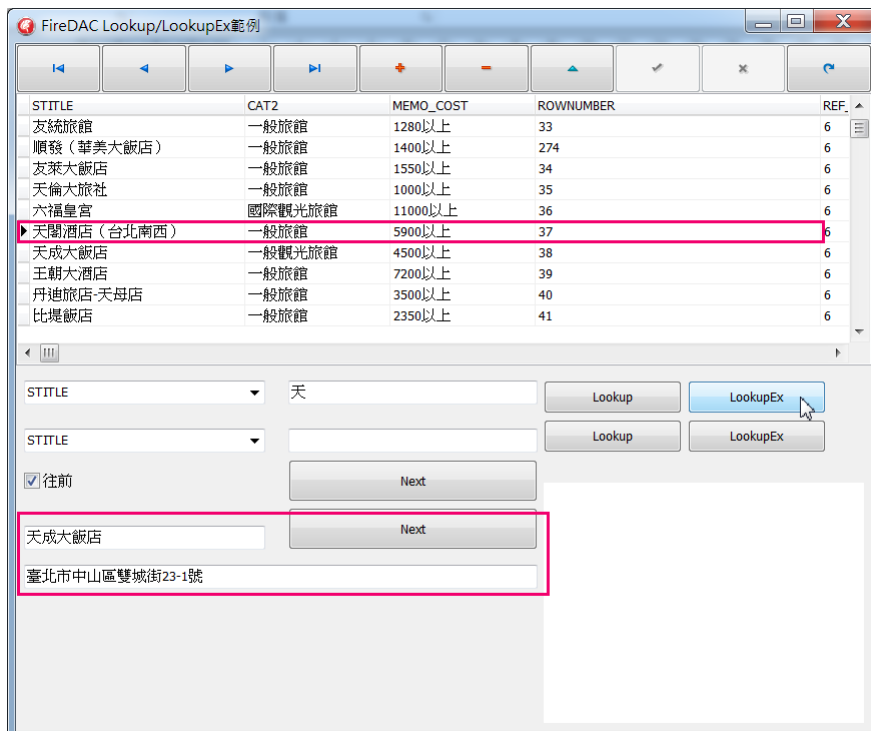 FireDAC Lookup/LookupEx範例
STITLE CAT2 MEMO_COST ROWNUMBER REF_
友統旅館 一般旅館 1280以上 33 6
順發（華美大飯店） 一般旅館 1400以上 274 6
友萊大飯店 一般旅館 1550以上 34 6
天倫大旅社 一般旅館 1000以上 35 6
六福皇宮 國際觀光旅館 11000以上 36 6
天閣酒店（台北南西） 一般旅館 5900以上 37 6
天成大飯店 一般觀光旅館 4500以上 38 6
王朝大酒店 一般旅館 7200以上 39 6
丹迪旅店-天母店 一般旅館 3500以上 40 6
比堤飯店 一般旅館 2350以上 41 6
STITLE 天 Lookup LookupEx
STITLE Lookup LookupEx
往前 Next
天成大飯店 Next
臺北市中山區雙城街23-1號